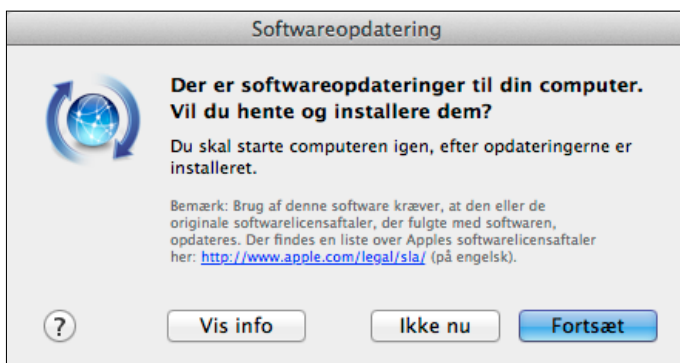 Softwareopdatering
Der er softwareopdateringer til din computer.
Vil du hente og installere dem?
Du skal starte computeren igen, efter opdateringerne er
installeret.
Bemærk: Brug af denne software kræver, at den eller de
originale softwarelicensaftaler, der fulgte med softwaren,
opdateres. Der findes en liste over Apples softwarelicensaftaler
her: http://www.apple.com/legal/sla/ (på engelsk).
?
Vis info
Ikke nu
Fortsæt